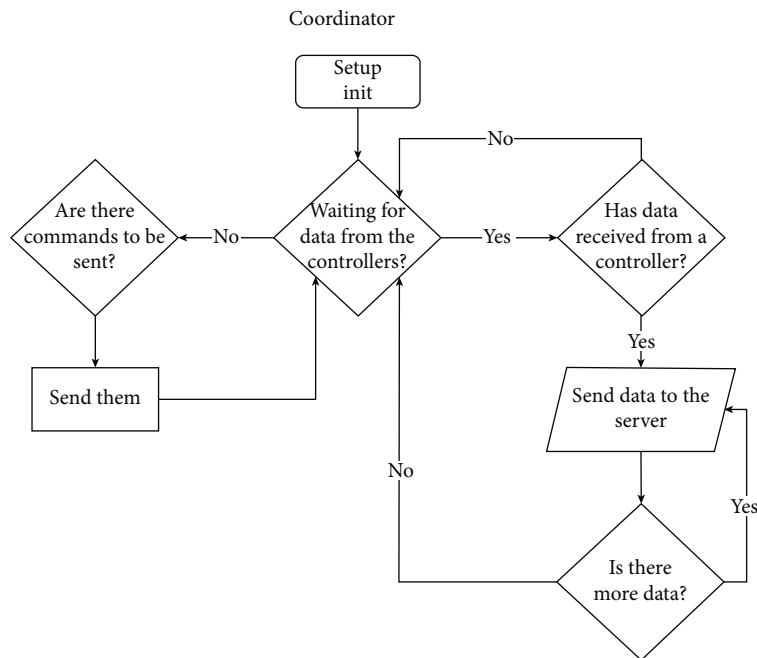 Coordinator
Setup
init
No
Are there
commands to be
sent?
No
Waiting for
data from the
controllers?
Yes
Has data
received from a
controller?
Yes
Send them
Send data to the
server
No
Yes
Is there
more data?